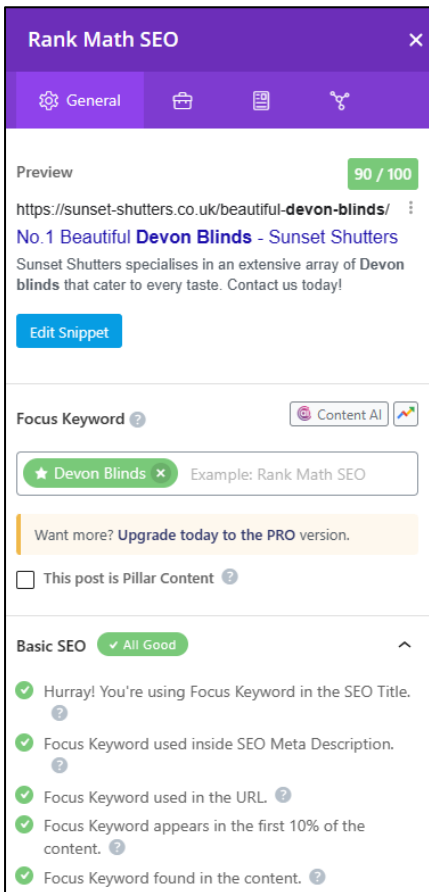 Rank Math SEO
General
Preview
90 / 100
https://sunset-shutters.co.uk/beautiful-devon-blinds/
No.1 Beautiful Devon Blinds - Sunset Shutters
Sunset Shutters specialises in an extensive array of Devon
blinds that cater to every taste. Contact us today!
Edit Snippet
Focus Keyword
Content AI
Devon Blinds
Example: Rank Math SEO
Want more? Upgrade today to the PRO version.
This post is Pillar Content
Basic SEO
All Good
Hurray! You're using Focus Keyword in the SEO Title.
Focus Keyword used inside SEO Meta Description.
Focus Keyword used in the URL.
Focus Keyword appears in the first 10% of the
content.
Focus Keyword found in the content.